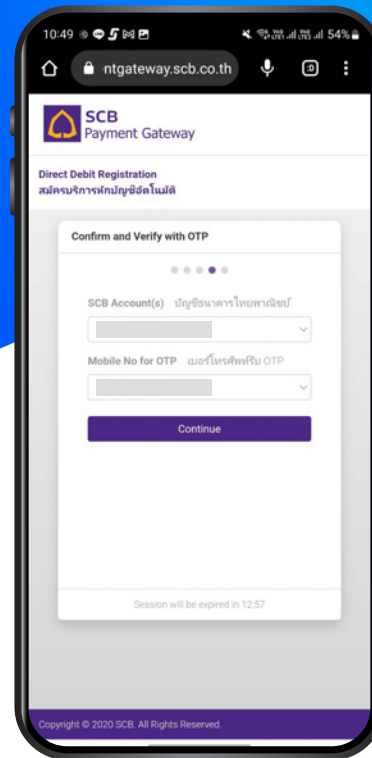 10:49
54%
ntgateway.scb.co.th
:D
SCB
Payment Gateway
Direct Debit Registration
สมัครบริการหักบัญชีอัตโนมัติ
Confirm and Verify with OTP
SCB Account(s) บัญชีธนาคารไทยพาณิชย์
Mobile No for OTP เบอร์โทรศัพท์รับ OTP
Continue
Session will be expired in 12:57
Copyright © 2020 SCB. All Rights Reserved.